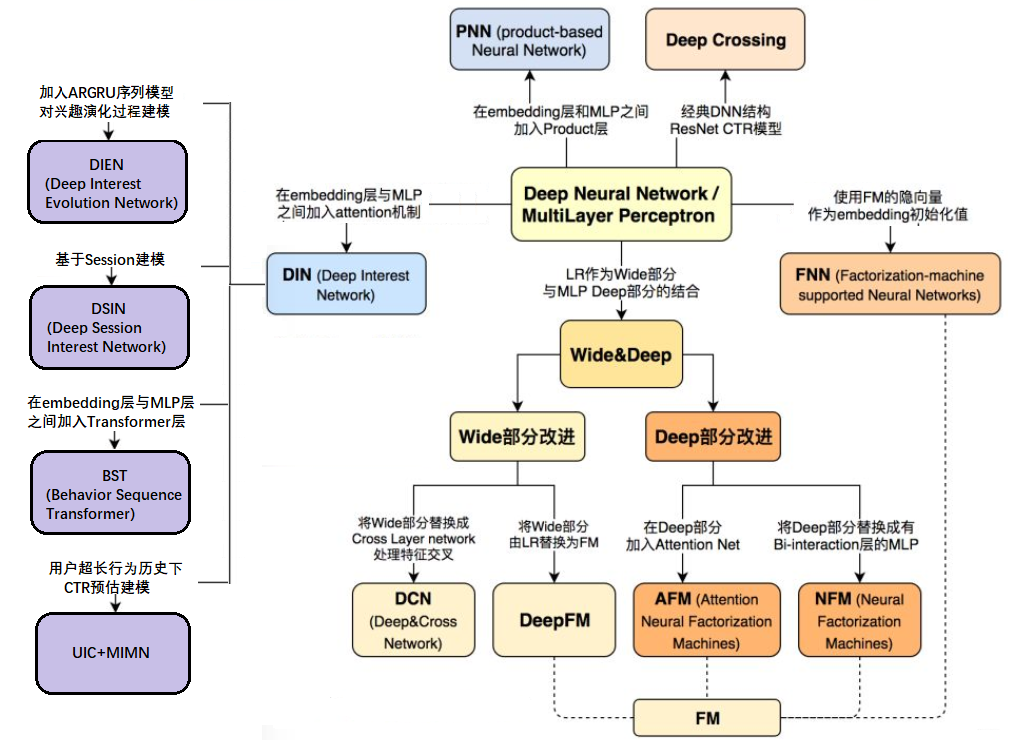 PNN (product-based
Neural Network)
Deep Crossing
在embedding层和MLP之间
加入Product层
经典DNN结构
ResNet CTR模型
Deep Neural Network /
MultiLayer Perceptron
加入ARGRU序列模型
对兴趣演化过程建模
DIEN
(Deep Interest
Evolution Network)
在embedding层与MLP
之间加入attention机制
DIN (Deep Interest
Network)
使用FM的隐向量
作为embedding初始化值
FNN (Factorization-machine
supported Neural Networks)
基于Session建模
DSIN
(Deep Session
Interest Network)
LR作为Wide部分
与MLP Deep部分的结合
Wide&Deep
在embedding层与MLP层
之间加入Transformer层
BST
(Behavior Sequence
Transformer)
Wide部分改进
Deep部分改进
将Wide部分替换成
Cross Layer network
处理特征交叉
将Wide部分
由LR替换为FM
在Deep部分
加入Attention Net
将Deep部分替换成有
Bi-interaction层的MLP
用户超长行为历史下
CTR预估建模
UIC+MIMN
DCN
(Deep&Cross
Network)
DeepFM
AFM (Attention
Neural Factorization
Machines)
NFM (Neural
Factorization
Machines)
FM